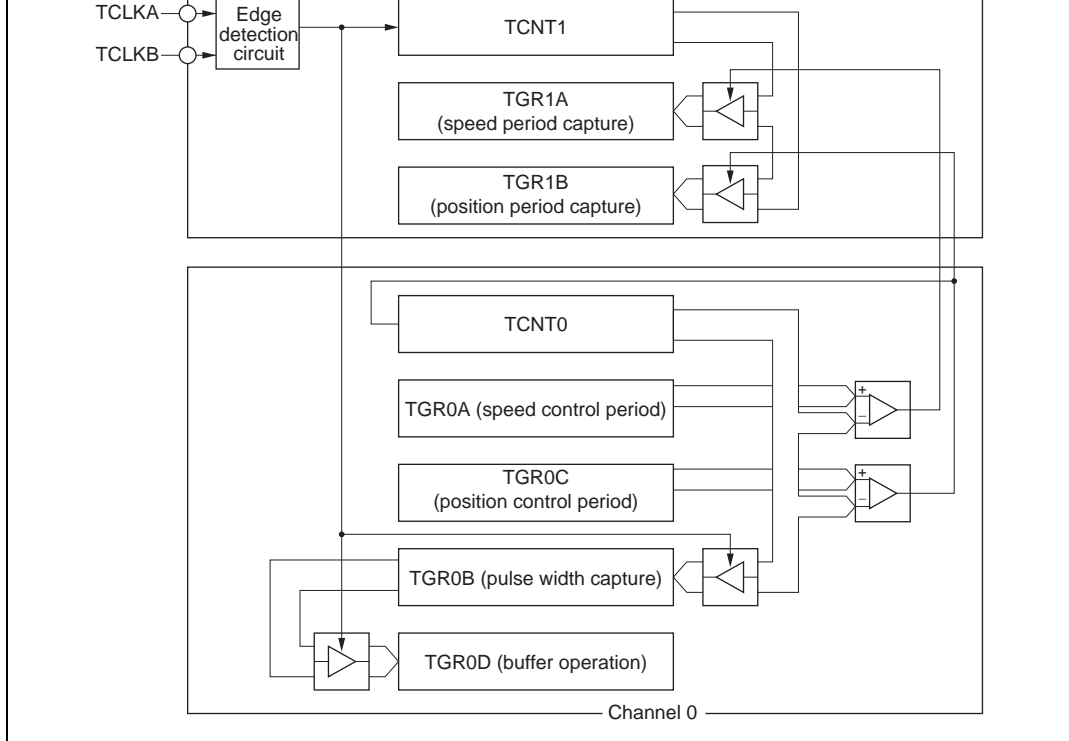 TCLKA
TCLKB
Edge
detection
circuit
TCNT1
TGR1A
(speed period capture)
TGR1B
(position period capture)
TCNT0
TGR0A (speed control period)
+
−
TGR0C
(position control period)
+
−
TGR0B (pulse width capture)
TGR0D (buffer operation)
Channel 0